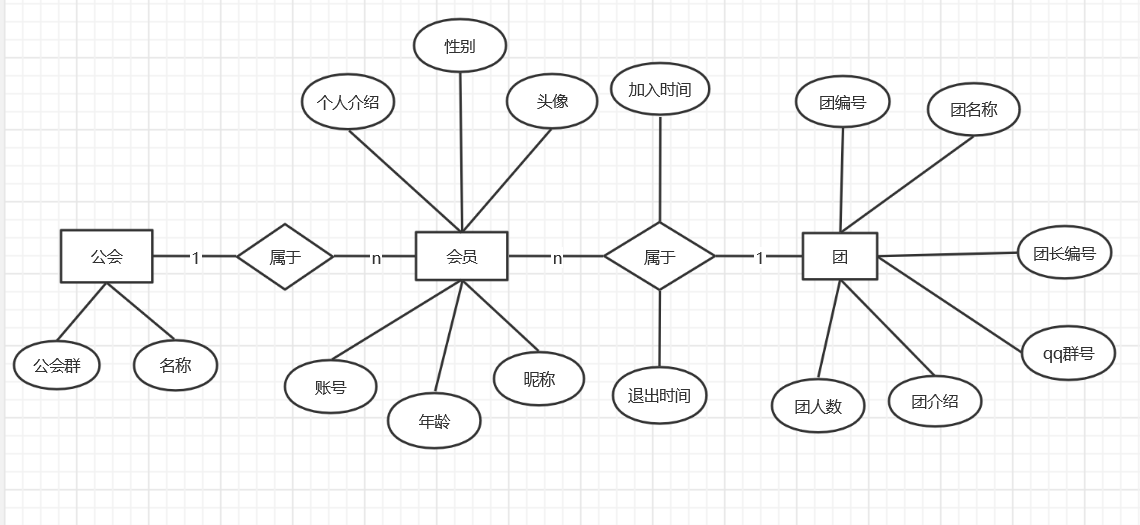 性别
个人介绍
头像
加入时间
团编号
团名称
公会
1
属于
n
会员
n
属于
1
团
团长编号
公会群
名称
账号
年龄
昵称
退出时间
团人数
团介绍
qq群号